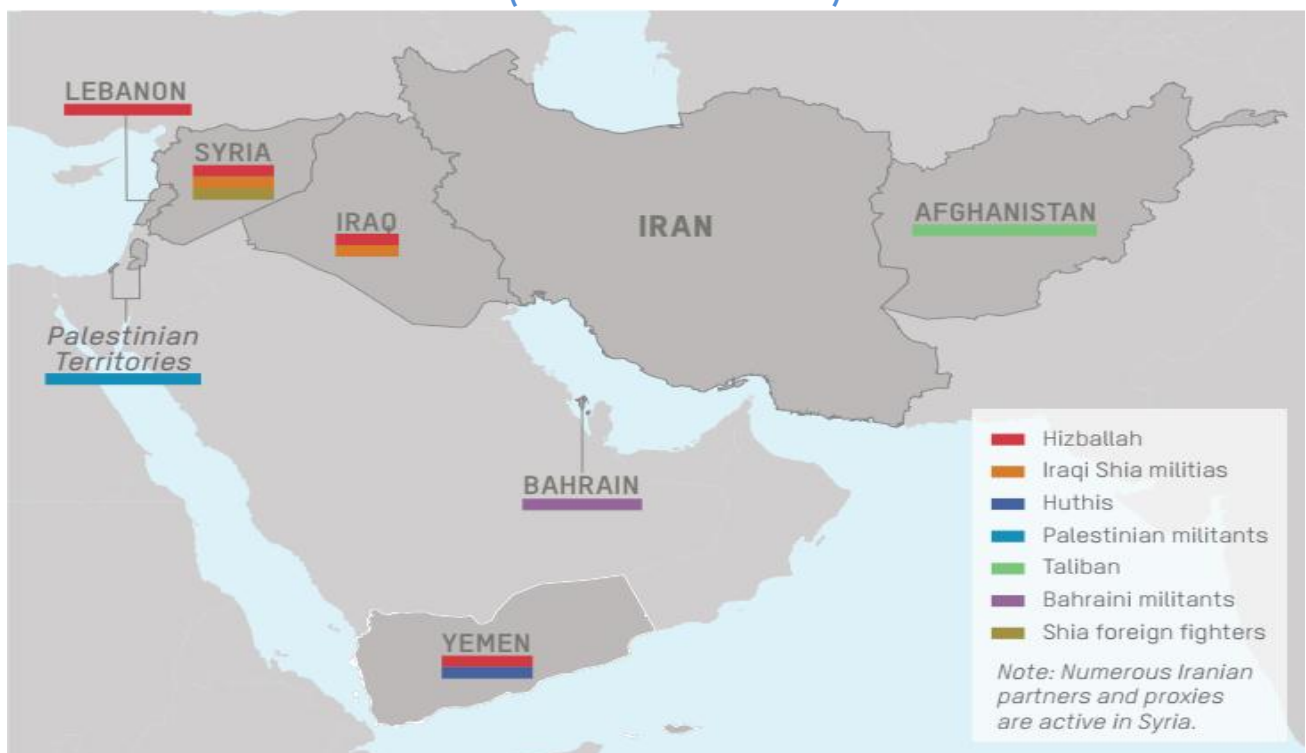 LEBANON
SYRIA
IRAQ
IRAN
AFGHANISTAN
Palestinian
Territories
BAHRAIN
YEMEN
Hizballah
Iraqi Shia militias
Huthis
Palestinian militants
Taliban
Bahraini militants
Shia foreign fighters
Note: Numerous Iranian
partners and proxies
are active in Syria.